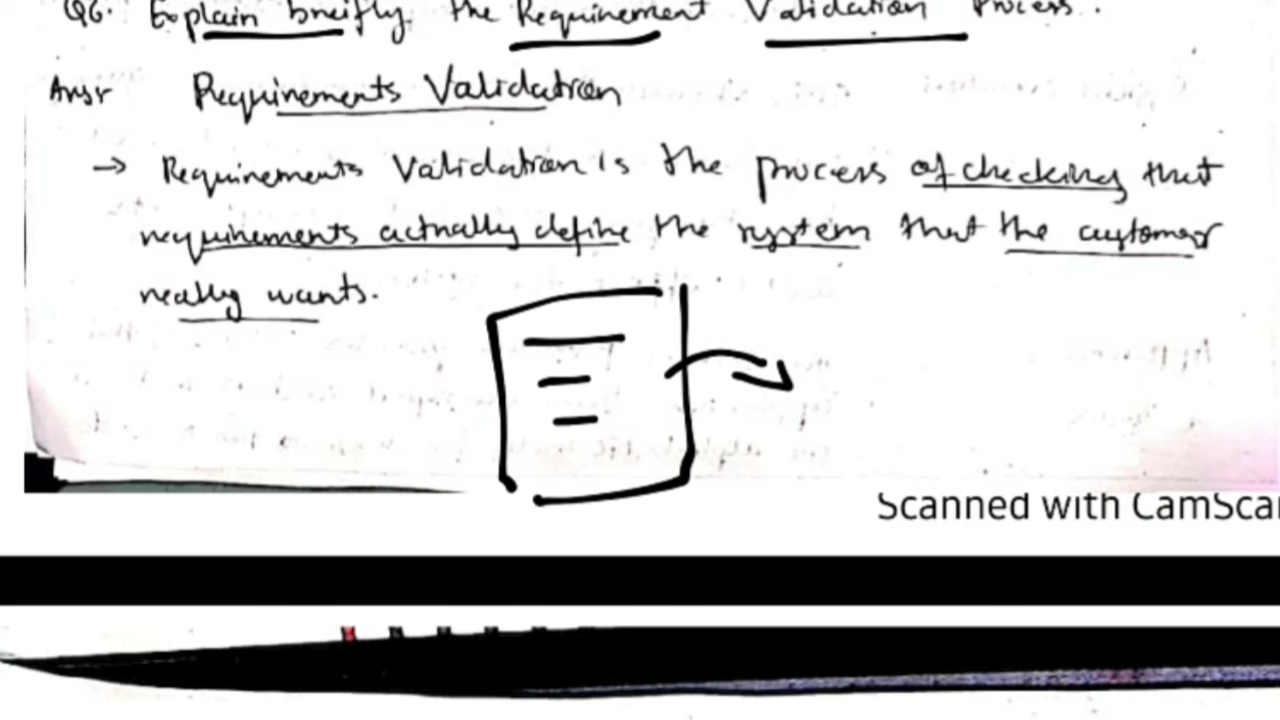 Q6. Explain briefly the Requirement Validation Process.
Ansr Requirements Validation
→ Requirements Validation is the process of checking that
requirements actually define the system that the customer
really wants.
Scanned with CamScan